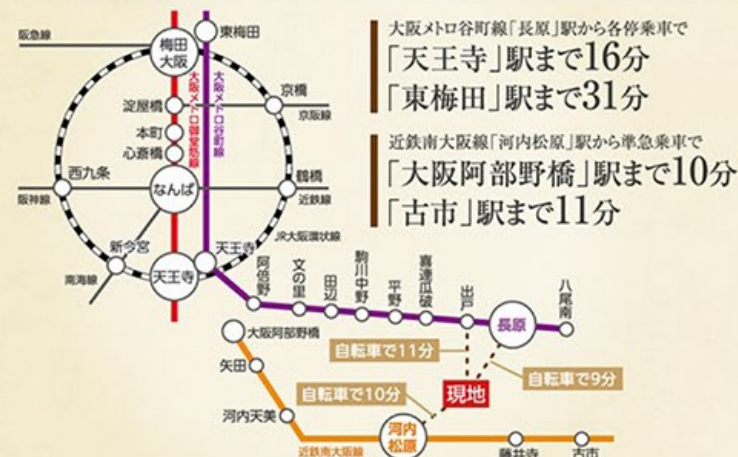 大阪メトロ谷町線「長原」駅から各停乗車で
「天王寺」駅まで16分
「東梅田」駅まで31分
近鉄南大阪線「河内松原」駅から準急乗車で
「大阪阿部野橋」駅まで10分
「古市」駅まで11分
阪急線
梅田
大阪
東梅田
大阪メトロ御堂筋線
大阪メトロ谷町線
淀屋橋
京橋
京阪線
本町
心斎橋
西九条
なんば
鶴橋
阪神線
近鉄線
JR大阪環状線
新今宮
南海線
天王寺
天王寺
阿倍野
文の里
田辺
駒川中野
平野
喜連瓜破
出戸
長原
八尾南
大阪阿部野橋
矢田
河内天美
自転車で11分
自転車で9分
自転車で10分
現地
河内
松原
近鉄南大阪線
藤井寺
古市